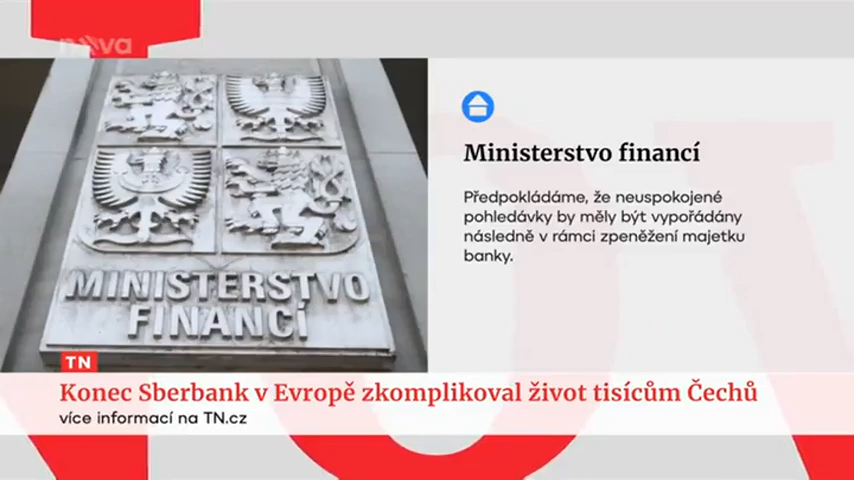 nova
Ministerstvo financí
Předpokládáme, že neuspokojené
pohledávky by měly být vypořádány
následně v rámci zpeněžení majetku
banky.
MINISTERSTVO
FINANCÍ
TN
Konec Sberbank v Evropě zkomplikoval život tisícům Čechů
více informací na TN.cz